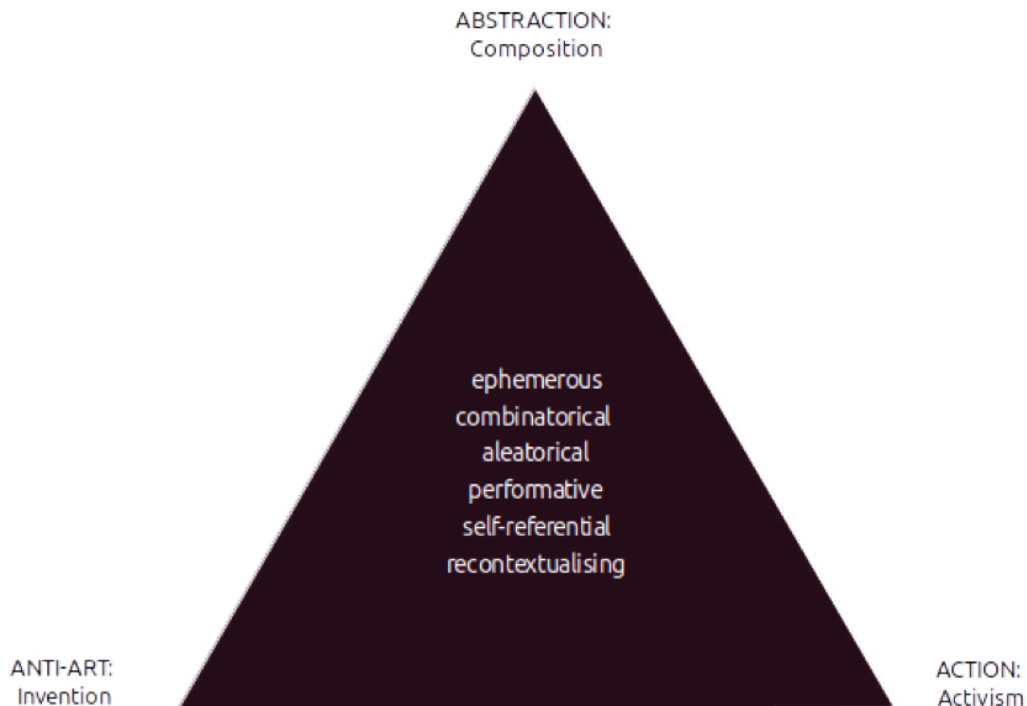 ABSTRACTION:
Composition
ephemerous
combinatorical
aleatorical
performative
self-referential
recontextualising
ANTI-ART:
Invention
ACTION:
Activism